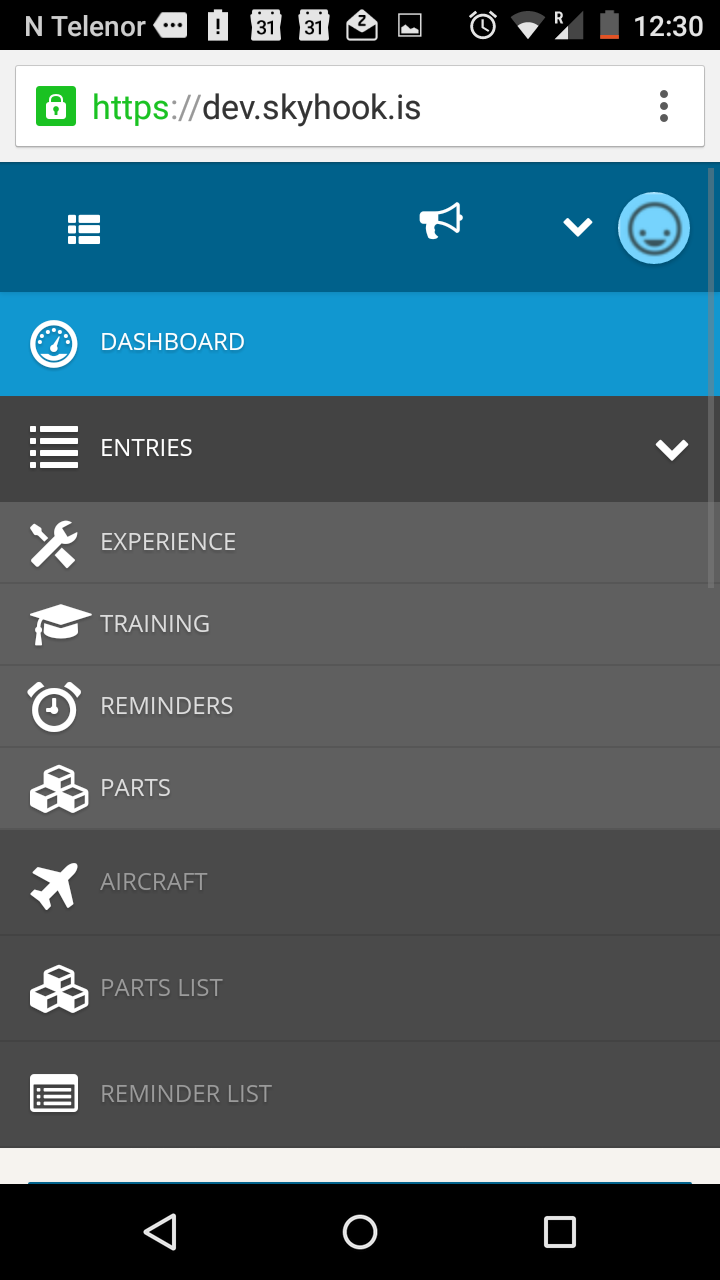 N Telenor 31 31 R 12:30
https://dev.skyhook.is
DASHBOARD
ENTRIES
EXPERIENCE
TRAINING
REMINDERS
PARTS
AIRCRAFT
PARTS LIST
REMINDER LIST